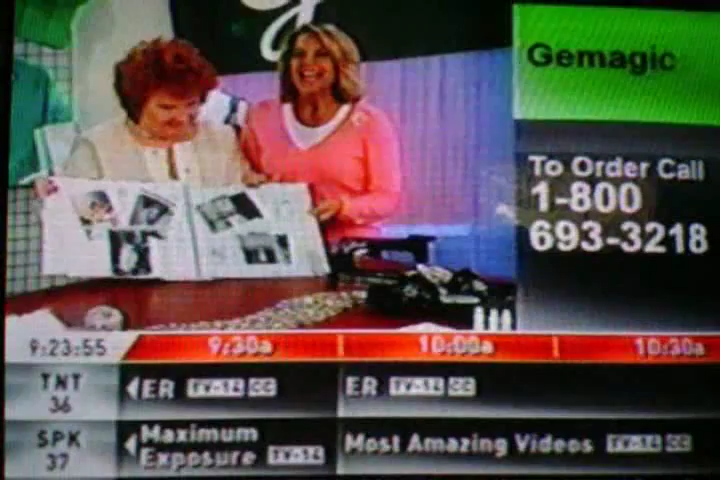 Gemagic
To Order Call
1-800
693-3218
9:23:55 9:30a 10:00a 10:30a
TNT
36
ER TV-14 CC ER TV-14 CC
SPK
37
Maximum
Exposure TV-14
Most Amazing Videos TV-14 CC